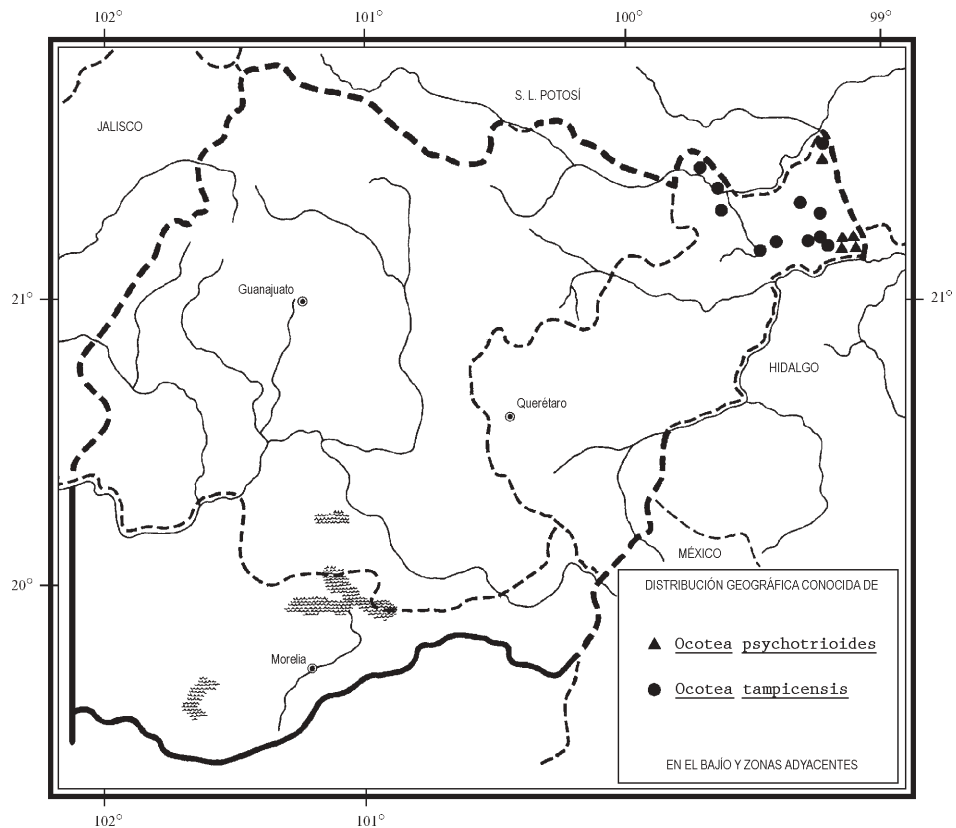 102° 101° 100° 99°
S. L. POTOSÍ
JALISCO
Guanajuato
21° 21°
HIDALGO
Querétaro
MÉXICO
20°
DISTRIBUCIÓN GEOGRÁFICA CONOCIDA DE
Ocotea psychotrioides
Morelia
Ocotea tampicensis
EN EL BAJÍO Y ZONAS ADYACENTES
102° 101°